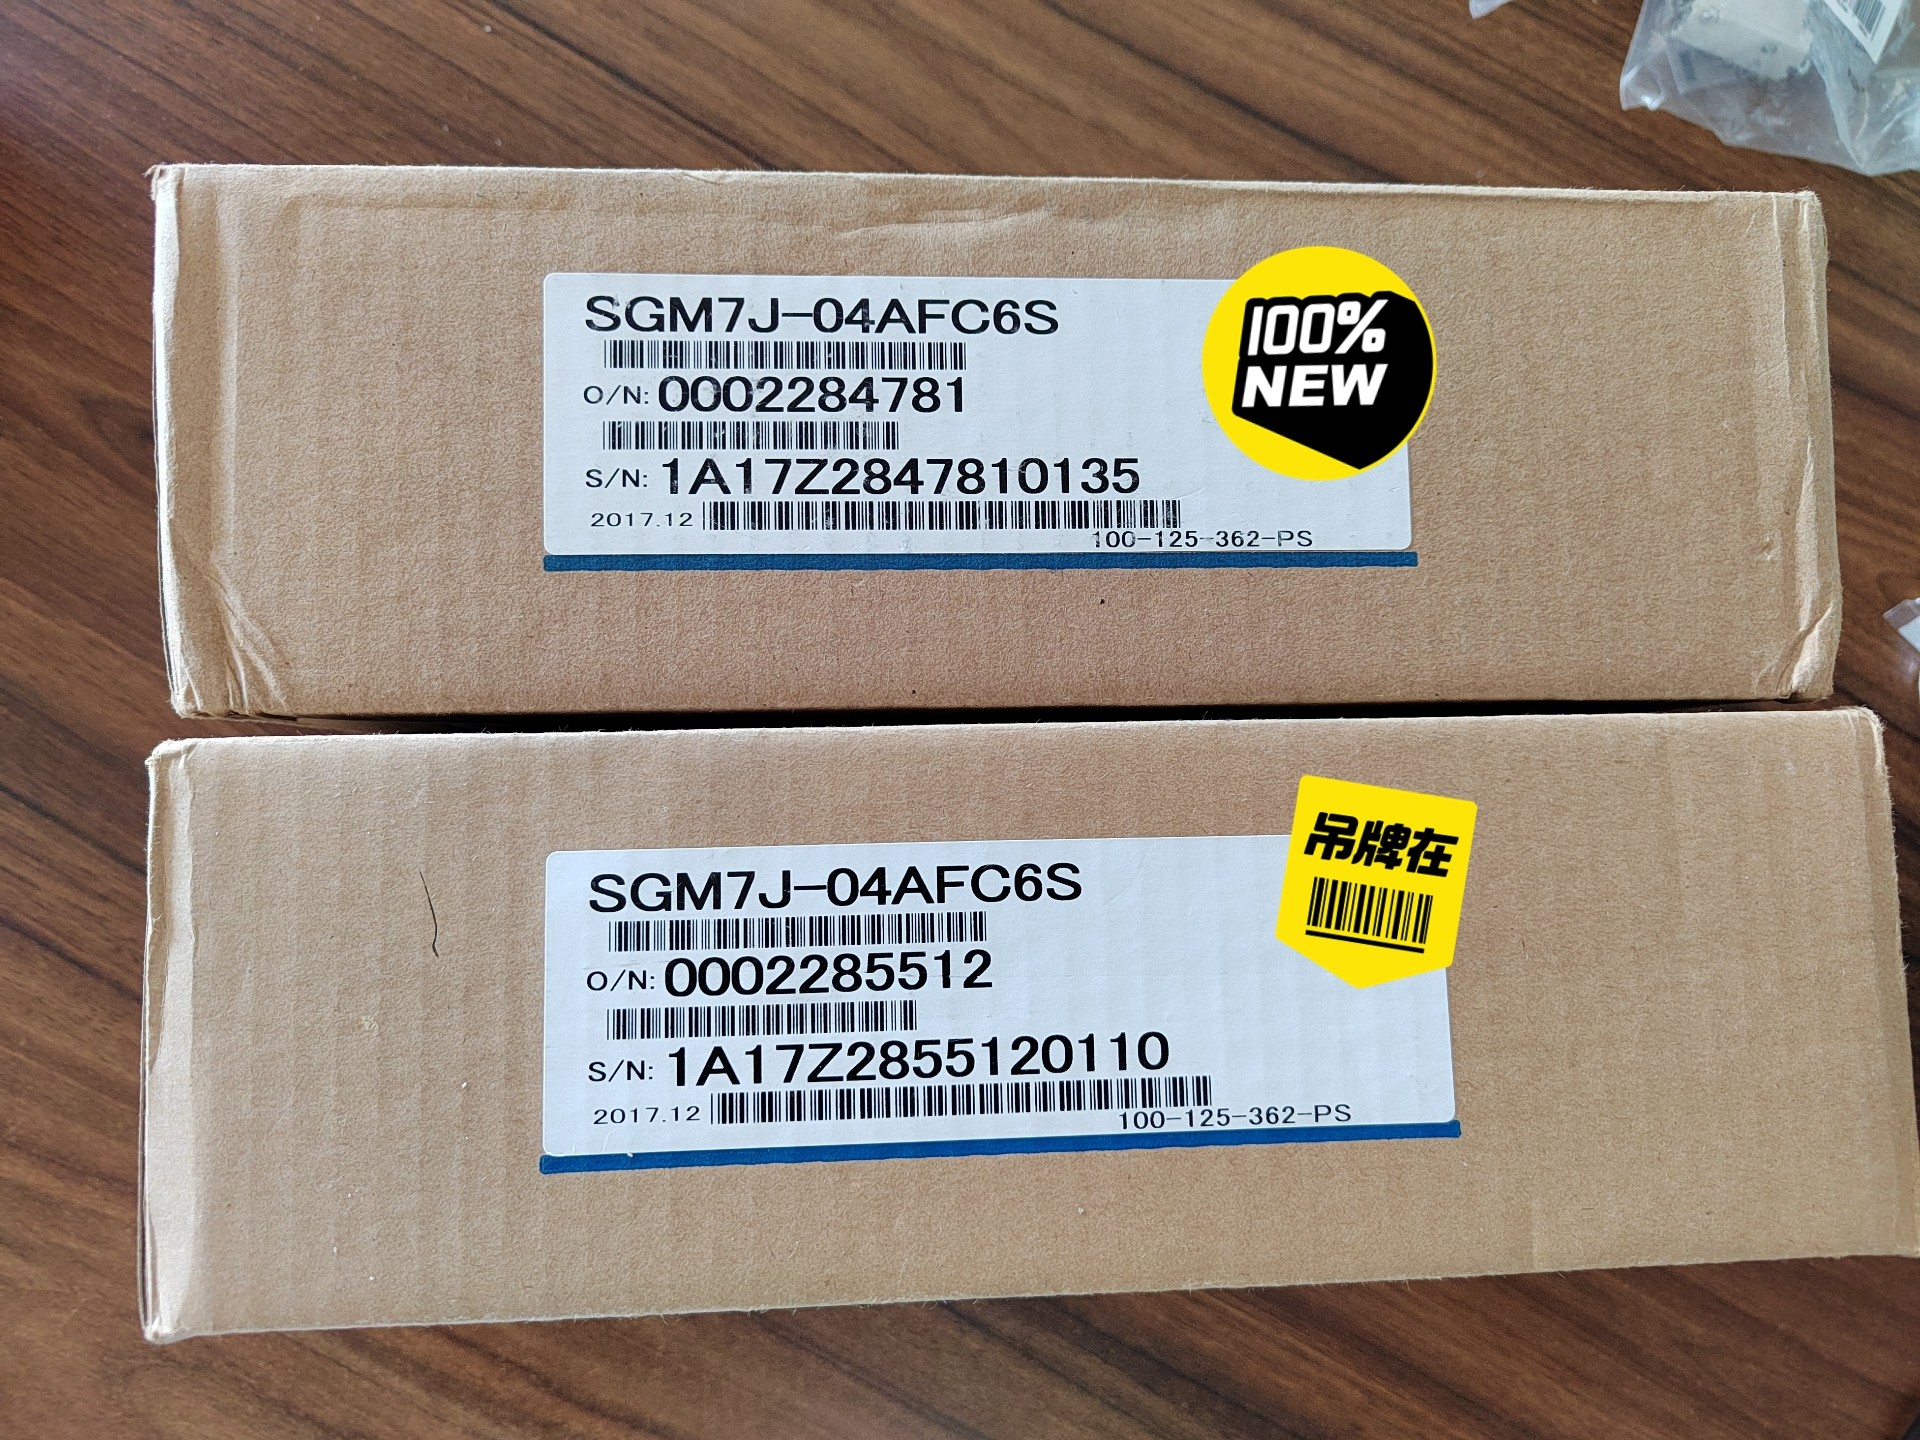 SGM7J-04AFC6S
O/N: 0002284781
S/N: 1A17Z2847810135
2017.12
100-125-362-PS
100%
NEW
SGM7J-04AFC6S
O/N: 0002285512
S/N: 1A17Z2855120110
2017.12
100-125-362-PS
吊牌在